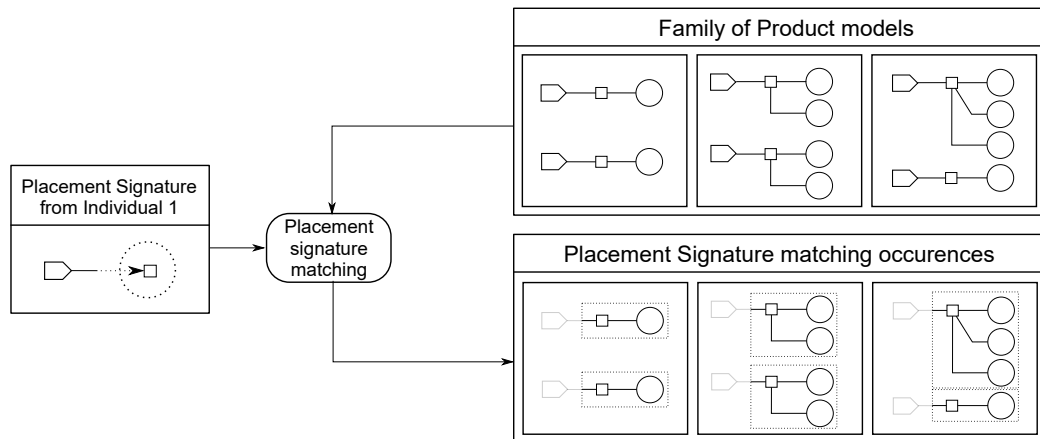 Family of Product models
Placement Signature
from Individual 1
Placement
signature
matching
Placement Signature matching occurences